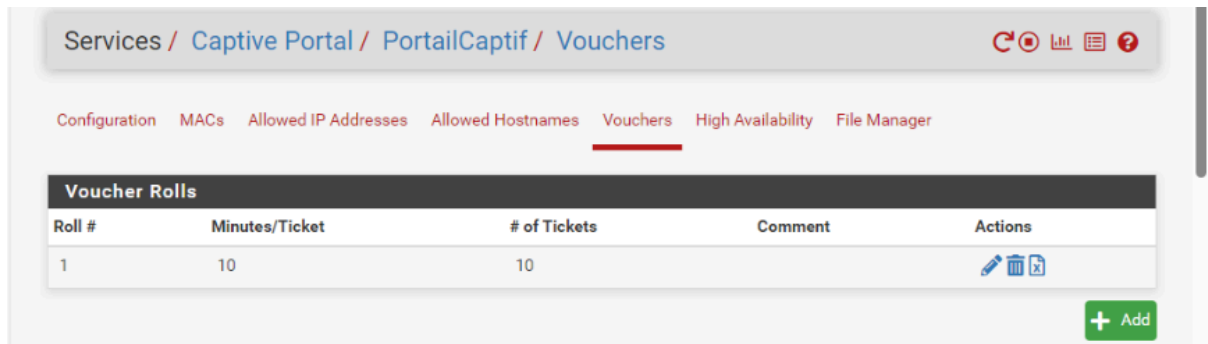 Services / Captive Portal / PortailCaptif / Vouchers
Configuration MACs Allowed IP Addresses Allowed Hostnames Vouchers High Availability File Manager
Voucher Rolls
Roll # Minutes/Ticket # of Tickets Comment Actions
1 10 10
+ Add